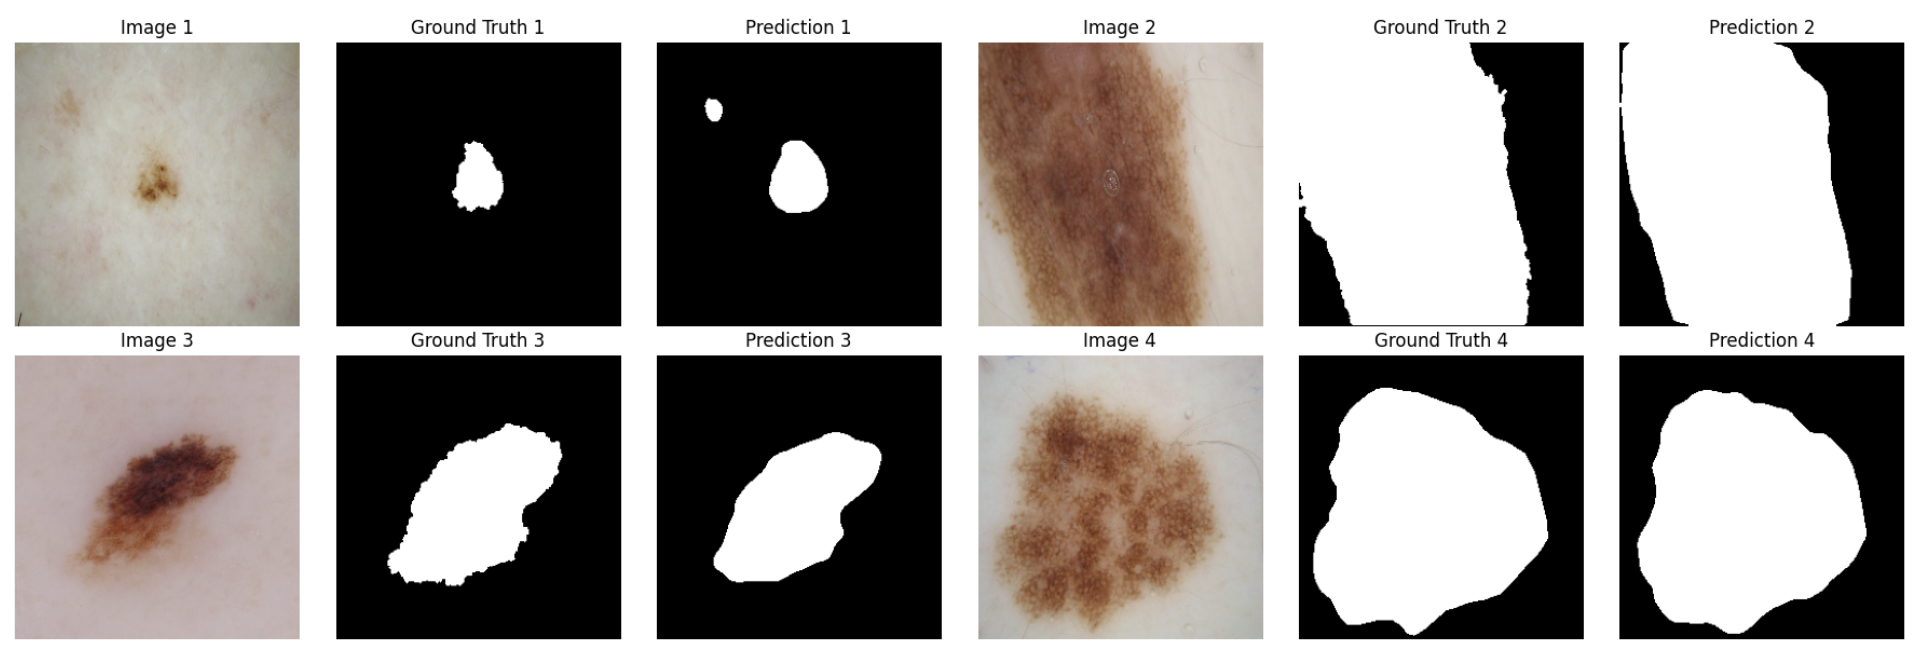 Image 1
Ground Truth 1
Prediction 1
Image 2
Ground Truth 2
Prediction 2
Image 3
Ground Truth 3
Prediction 3
Image 4
Ground Truth 4
Prediction 4